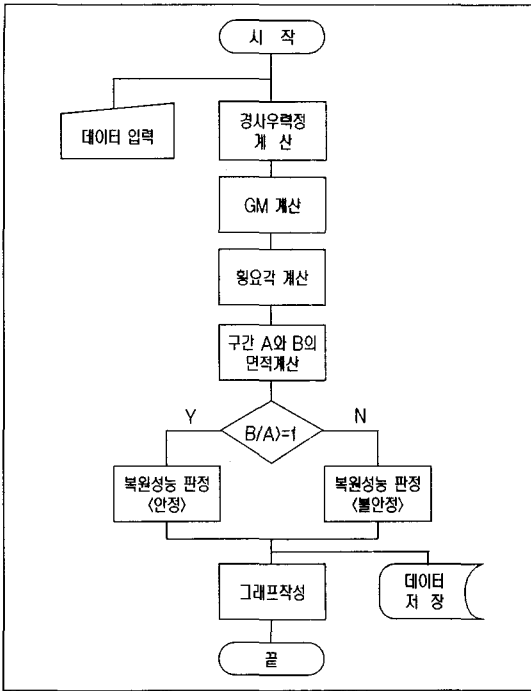 시 작
데이터 입력
경사우력정
계 산
GM 계산
횡요각 계산
구간 A와 B의
면적계산
Y
B/A>=1
N
복원성능 판정
<안정>
복원성능 판정
<불안정>
그래프작성
데이터
저 장
끝